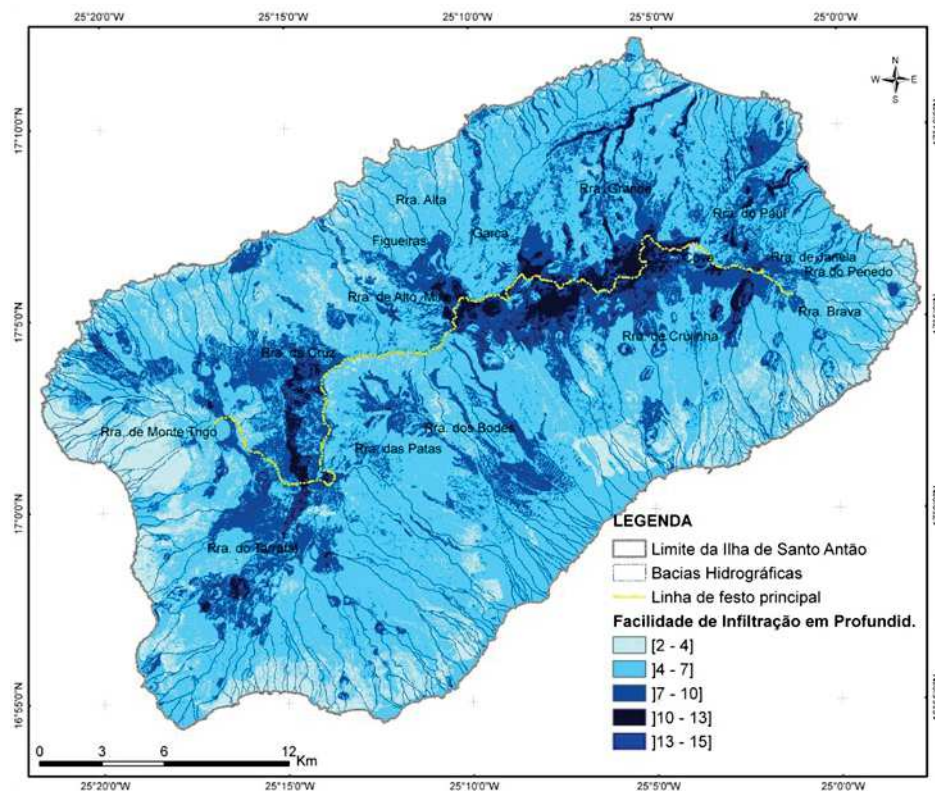 25°20'0"W 25°15'0"W 25°10'0"W 25°5'0"W 25°0'0"W
N
W E
S
17°10'0"N
17°5'0"N
17°0'0"N
16°55'0"N
Rra. Alta
Rra. Grande
Figueiras
Garça
Rra. do Paul
Cova
Rra. de Janela
Rra do Penedo
Rra. de Alto
Rra. Brava
Rra. de Crujinha
Rra. da Cruz
Rra. de Monte Trigo
Rra. dos Bodes
Rra. das Patas
Rra. do Tarrafal
LEGENDA
Limite da Ilha de Santo Antão
Bacias Hidrográficas
Linha de festo principal
Facilidade de Infiltração em Profundid.
[2 - 4]
]4 - 7]
]7 - 10]
]10 - 13]
]13 - 15]
0 3 6 12
Km
25°20'0"W 25°15'0"W 25°10'0"W 25°5'0"W 25°0'0"W